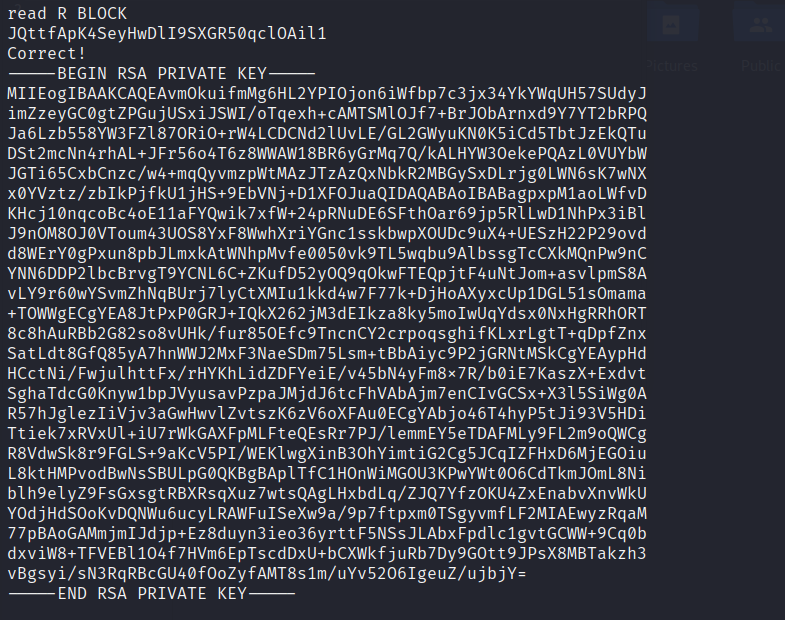 read R BLOCK
JQttfApK4SeyHwDlI9SXGR50qclOAil1
Correct!
-----BEGIN RSA PRIVATE KEY-----
MIIEogIBAAKCAQEAvmOkuifmMg6HL2YPIOjon6iWfbp7c3jx34YkYWqUH57SUdyJ
imZzeyGC0gtZPGujUSxiJSWI/oTqexh+cAMTSMlOJf7+BrJObArnxd9Y7YT2bRPQ
Ja6Lzb558YW3FZl87ORiO+rW4LCDCNd2lUvLE/GL2GWyuKN0K5iCd5TbtJzEkQTu
DSt2mcNn4rhAL+JFr56o4T6z8WWAW18BR6yGrMq7Q/kALHYW3OekePQAzL0VUYbW
JGTi65CxbCnzc/w4+mqQyvmzpWtMAzJTzAzQxNbkR2MBGySxDLrjg0LWN6sK7wNX
x0YVztz/zbIkPjfkU1jHS+9EbVNj+D1XFOJuaQIDAQABAoIBABagpxpM1aoLWfvD
KHcj10nqcoBc4oE11aFYQwik7xfW+24pRNuDE6SFthOar69jp5RlLwD1NhPx3iBl
J9nOM8OJ0VToum43UOS8YxF8WwhXriYGnc1sskbwpXOUDc9uX4+UESzH22P29ovd
d8WErY0gPxun8pbJLmxkAtWNhpMvfe0050vk9TL5wqbu9AlbssgTcCXkMQnPw9nC
YNN6DDP2lbcBrvgT9YCNL6C+ZKufD52yOQ9qOkwFTEQpjtF4uNtJom+asvlpmS8A
vLY9r60wYSvmZhNqBUrj7lyCtXMIu1kkd4w7F77k+DjHoAXyxcUp1DGL51sOmama
+TOWWgECgYEA8JtPxP0GRJ+IQkX262jM3dEIkza8ky5moIwUqYdsx0NxHgRRhORT
8c8hAuRBb2G82so8vUHk/fur85OEfc9TncnCY2crpoqsghifKLxrLgtT+qDpfZnx
SatLdt8GfQ85yA7hnWWJ2MxF3NaeSDm75Lsm+tBbAiyc9P2jGRNtMSkCgYEAypHd
HCctNi/FwjulhttFx/rHYKhLidZDFYeiE/v45bN4yFm8x7R/b0iE7KaszX+Exdvt
SghaTdcG0Knyw1bpJVyusavPzpaJMjdJ6tcFhVAbAjm7enCIvGCSx+X3l5SiWg0A
R57hJglezIiVjv3aGwHwvlZvtszK6zV6oXFAu0ECgYAbjo46T4hyP5tJi93V5HDi
Ttiek7xRVxUl+iU7rWkGAXFpMLFteQEsRr7PJ/lemmEY5eTDAFMLy9FL2m9oQWCg
R8VdwSk8r9FGLS+9aKcV5PI/WEKlwgXinB3OhYimtiG2Cg5JCqIZFHxD6MjEGOiu
L8ktHMPvodBwNsSBULpG0QKBgBAplTfC1HOnWiMGOU3KPwYWt0O6CdTkmJOmL8Ni
blh9elyZ9FsGxsgtRBXRsqXuz7wtsQAgLHxbdLq/ZJQ7YfzOKU4ZxEnabvXnvWkU
YOdjHdSOoKvDQNWu6ucyLRAWFuISeXw9a/9p7ftpxm0TSgyvmfLF2MIAEwyzRqaM
77pBAoGAMmjmIJdjp+Ez8duyn3ieo36yrttF5NSsJLAbxFpdlc1gvtGCWW+9Cq0b
dxviW8+TFVEBl1O4f7HVm6EpTscdDxU+bCXWkfjuRb7Dy9GOtt9JPsX8MBTakzh3
vBgsyi/sN3RqRBcGU40fOoZyfAMT8s1m/uYv52O6IgeuZ/ujbjY=
-----END RSA PRIVATE KEY-----